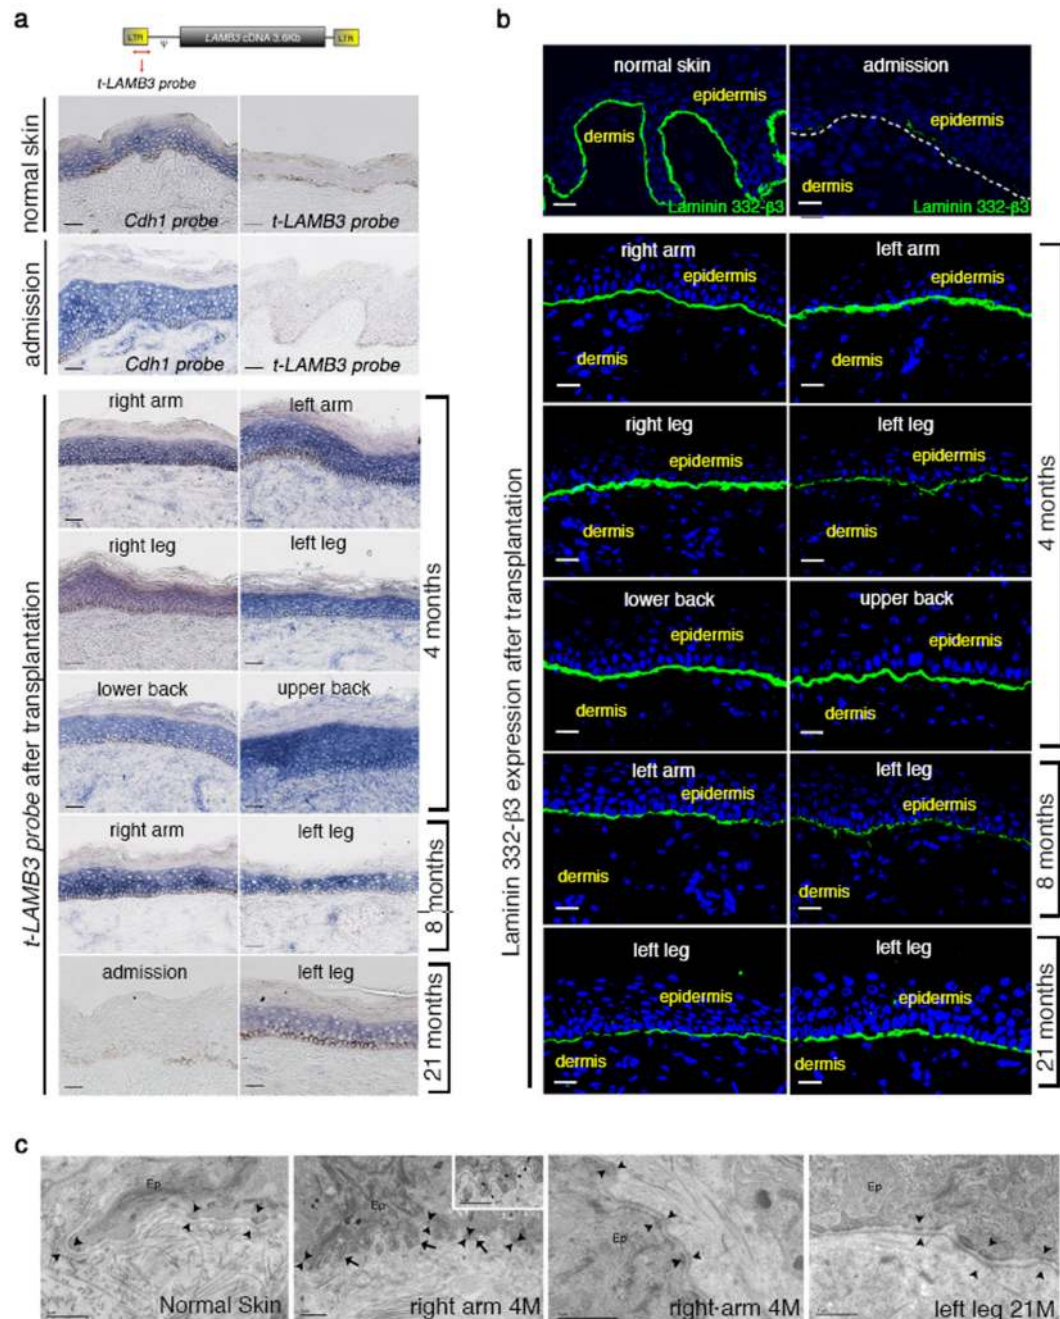 a
LTR
LAMB3 cDNA 3.6Kb
LTR
Ψ
t-LAMB3 probe
normal skin
Cdh1 probe
t-LAMB3 probe
admission
Cdh1 probe
t-LAMB3 probe
t-LAMB3 probe after transplantation
right arm
left arm
right leg
left leg
lower back
upper back
4 months
right arm
left leg
8 months
admission
left leg
21 months
b
normal skin
epidermis
dermis
Laminin 332-β3
admission
epidermis
dermis
Laminin 332-β3
Laminin 332-β3 expression after transplantation
right arm
epidermis
dermis
left arm
epidermis
dermis
right leg
epidermis
dermis
left leg
epidermis
dermis
lower back
epidermis
dermis
upper back
epidermis
dermis
4 months
left arm
epidermis
dermis
left leg
epidermis
dermis
8 months
left leg
epidermis
dermis
left leg
epidermis
dermis
21 months
c
Ep
Normal Skin
Ep
right arm 4M
Ep
right arm 4M
Ep
left leg 21M